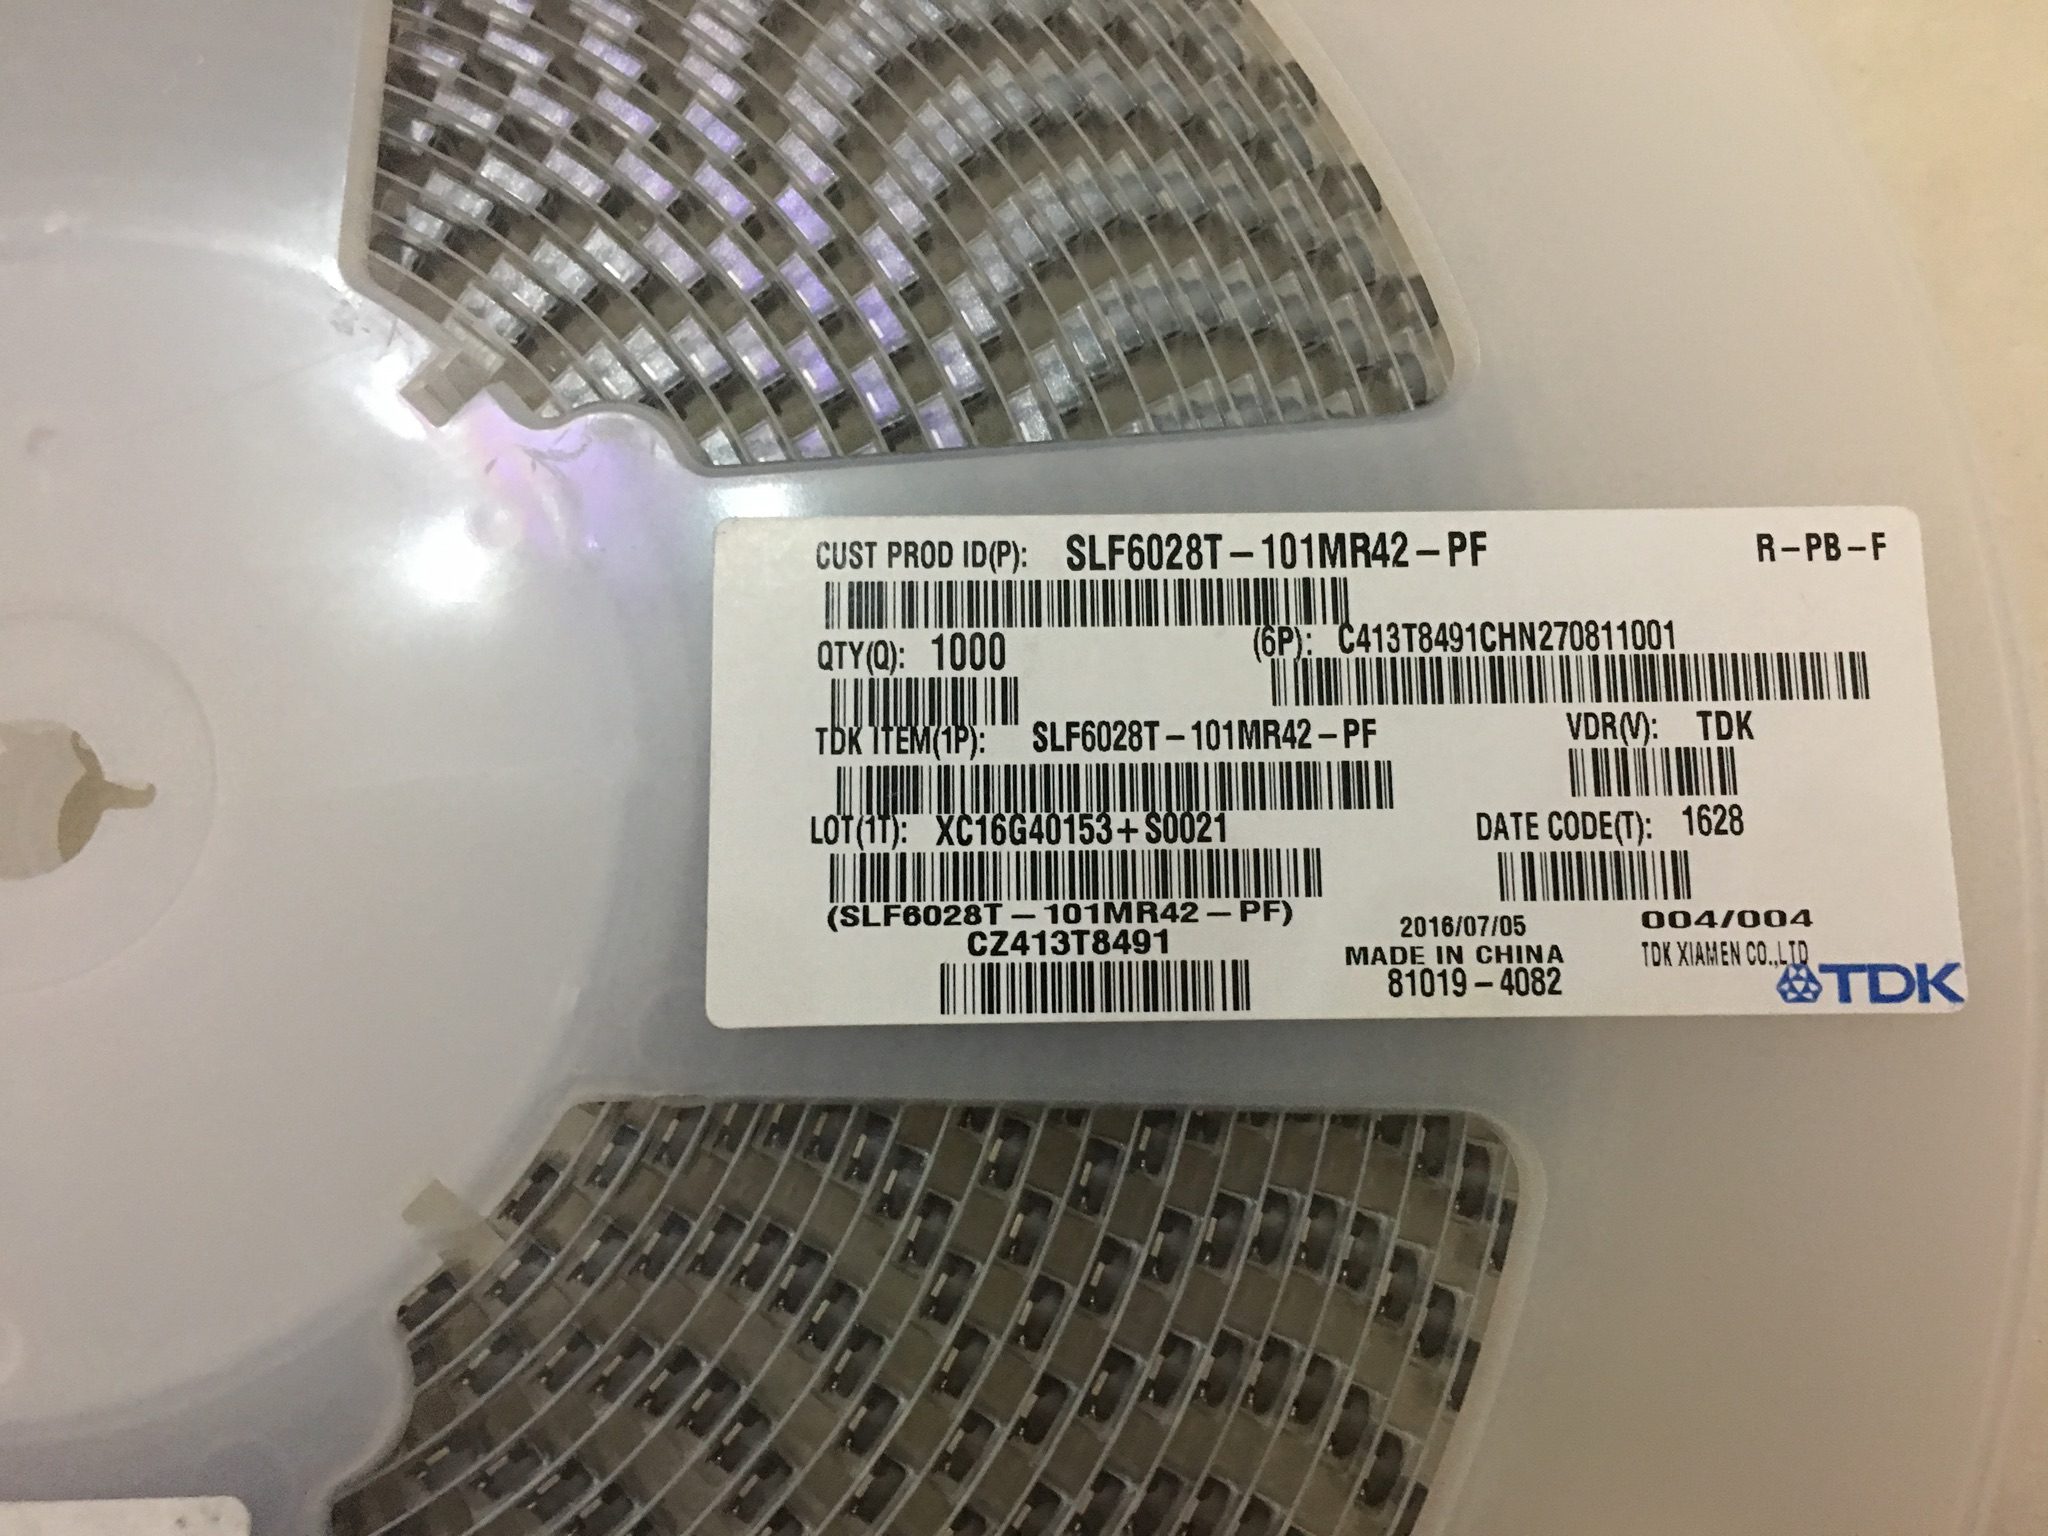 CUST PROD ID(P): SLF6028T-101MR42-PF R-PB-F
QTY(Q): 1000 (6P): C413T8491CHN270811001
TDK ITEM(1P): SLF6028T-101MR42-PF VDR(V): TDK
LOT(1T): XC16G40153+S0021 DATE CODE(T): 1628
(SLF6028T-101MR42-PF) 2016/07/05 004/004
CZ413T8491 MADE IN CHINA TDK XIAMEN CO.,LTD
81019-4082 TDK